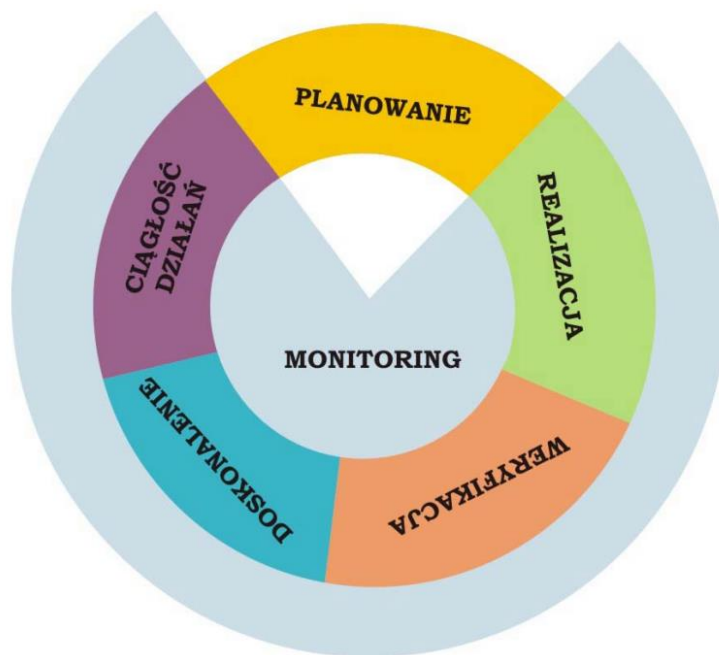 PLANOWANIE
REALIZACJA
WERYFIKACJA
DOSKONALENIE
CIĄGŁOŚĆ
DZIAŁAŃ
MONITORING